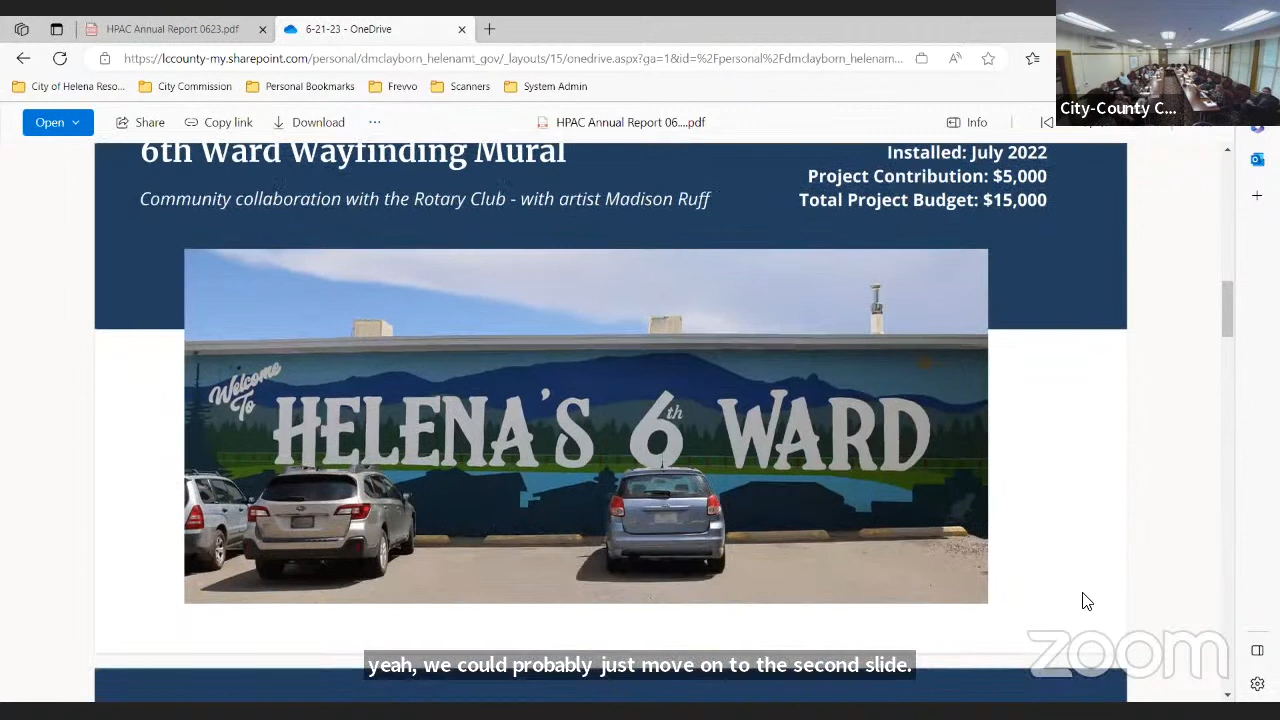 HPAC Annual Report 0623.pdf
6-21-23 - OneDrive
https://lccounty-my.sharepoint.com/personal/dmclayborn_helenamt_gov/_layouts/15/onedrive.aspx?ga=1&id=%2Fpersonal%2Fdmclayborn_helenam...
City of Helena Reso...
City Commission
Personal Bookmarks
Frevvo
Scanners
System Admin
City-County C...
Open
Share
Copy link
Download
...
HPAC Annual Report 06....pdf
Info
6th Ward Wayfinding Mural
Community collaboration with the Rotary Club - with artist Madison Ruff
Installed: July 2022
Project Contribution: $5,000
Total Project Budget: $15,000
Welcome
To
HELENA'S 6th WARD
yeah, we could probably just move on to the second slide.
zoom